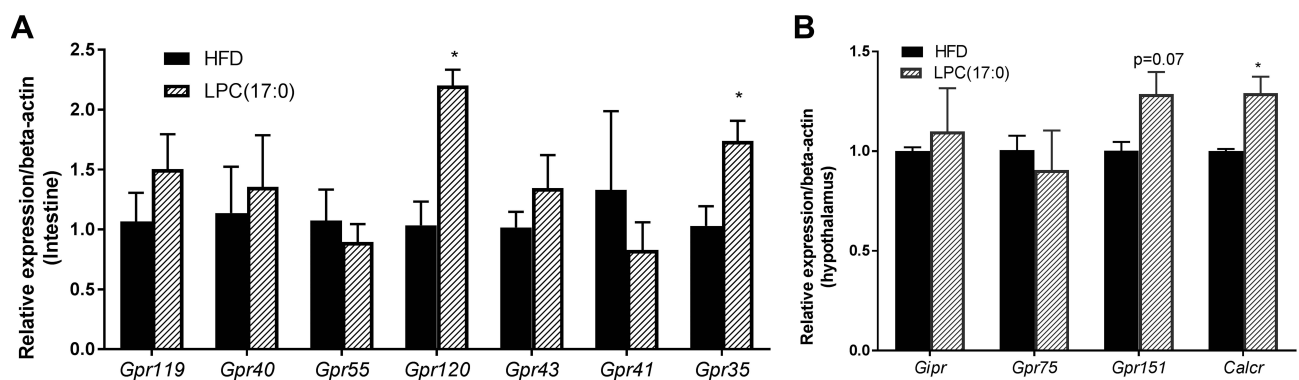 A
Relative expression/beta-actin
(Intestine)
2.5
2.0
1.5
1.0
0.5
0.0
HFD
LPC(17:0)
*
*
Gpr119 Gpr40 Gpr55 Gpr120 Gpr43 Gpr41 Gpr35
B
Relative expression/beta-actin
(hypothalamus)
1.5
1.0
0.5
0.0
HFD
LPC(17:0)
p=0.07
*
Gipr Gpr75 Gpr151 Calcr